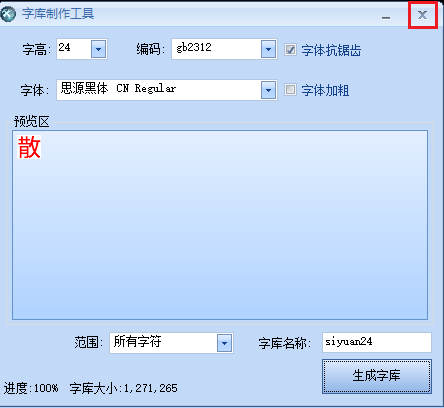 字库制作工具
字高: 24 编码: gb2312 字体抗锯齿
字体: 思源黑体 CN Regular 字体加粗
预览区
散
范围: 所有字符 字库名称: siyuan24
生成字库
进度:100% 字库大小:1,271,265